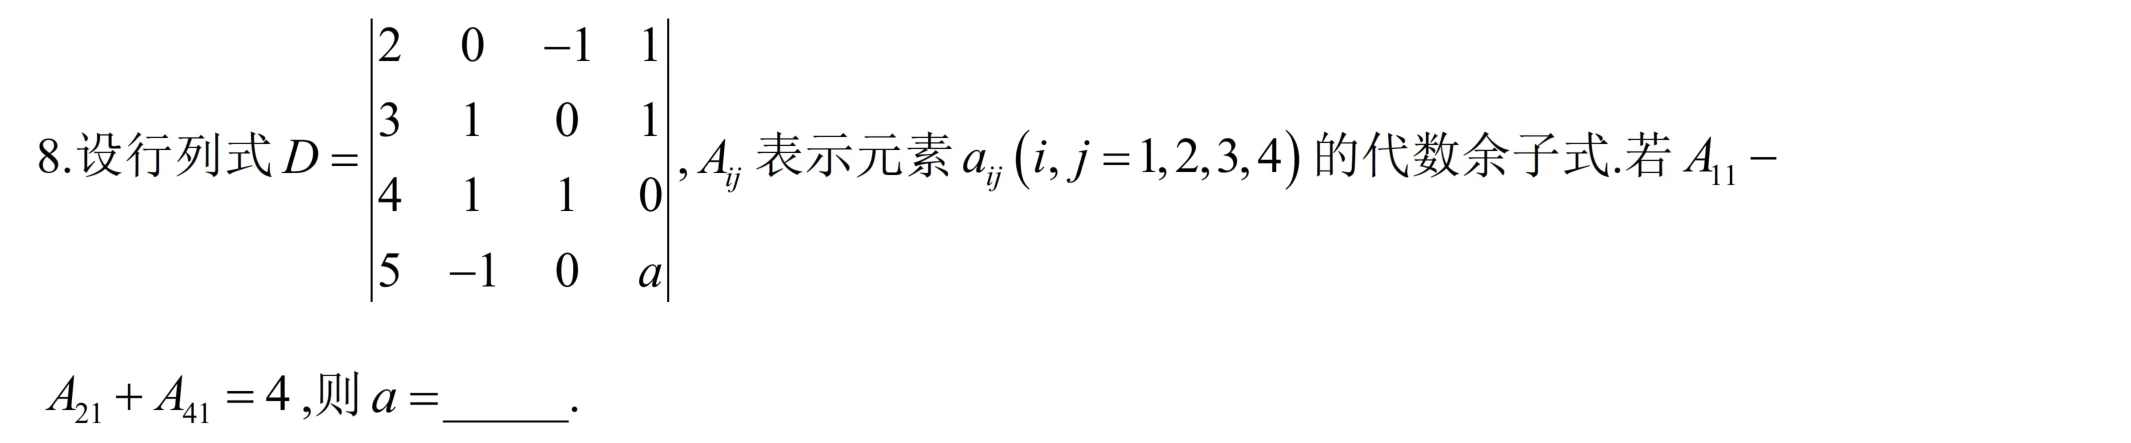 8.设行列式 $D=\begin{vmatrix}2 & 0 & -1 & 1\\3 & 1 & 0 & 1\\4 & 1 & 1 & 0\\5 & -1 & 0 & a\end{vmatrix}$, $A_{ij}$ 表示元素 $a_{ij}(i,j=1,2,3,4)$ 的代数余子式.若 $A_{11}-$
$A_{21}+A_{41}=4$,则 $a=$______.